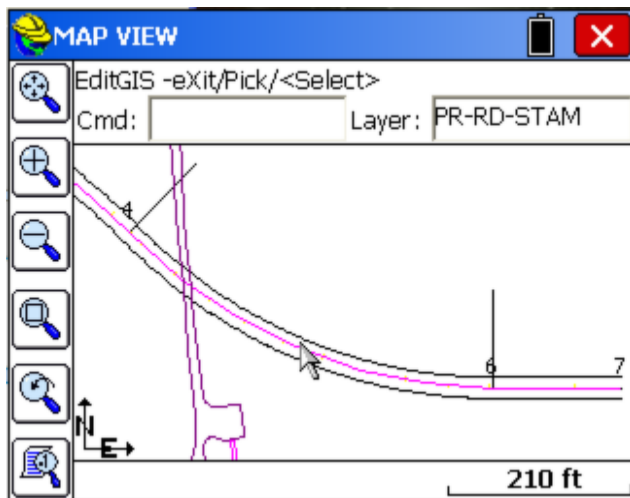 MAP VIEW
EditGIS -eXit/Pick/<Select>
Cmd: Layer: PR-RD-STAM
4
6 7
N
E
210 ft